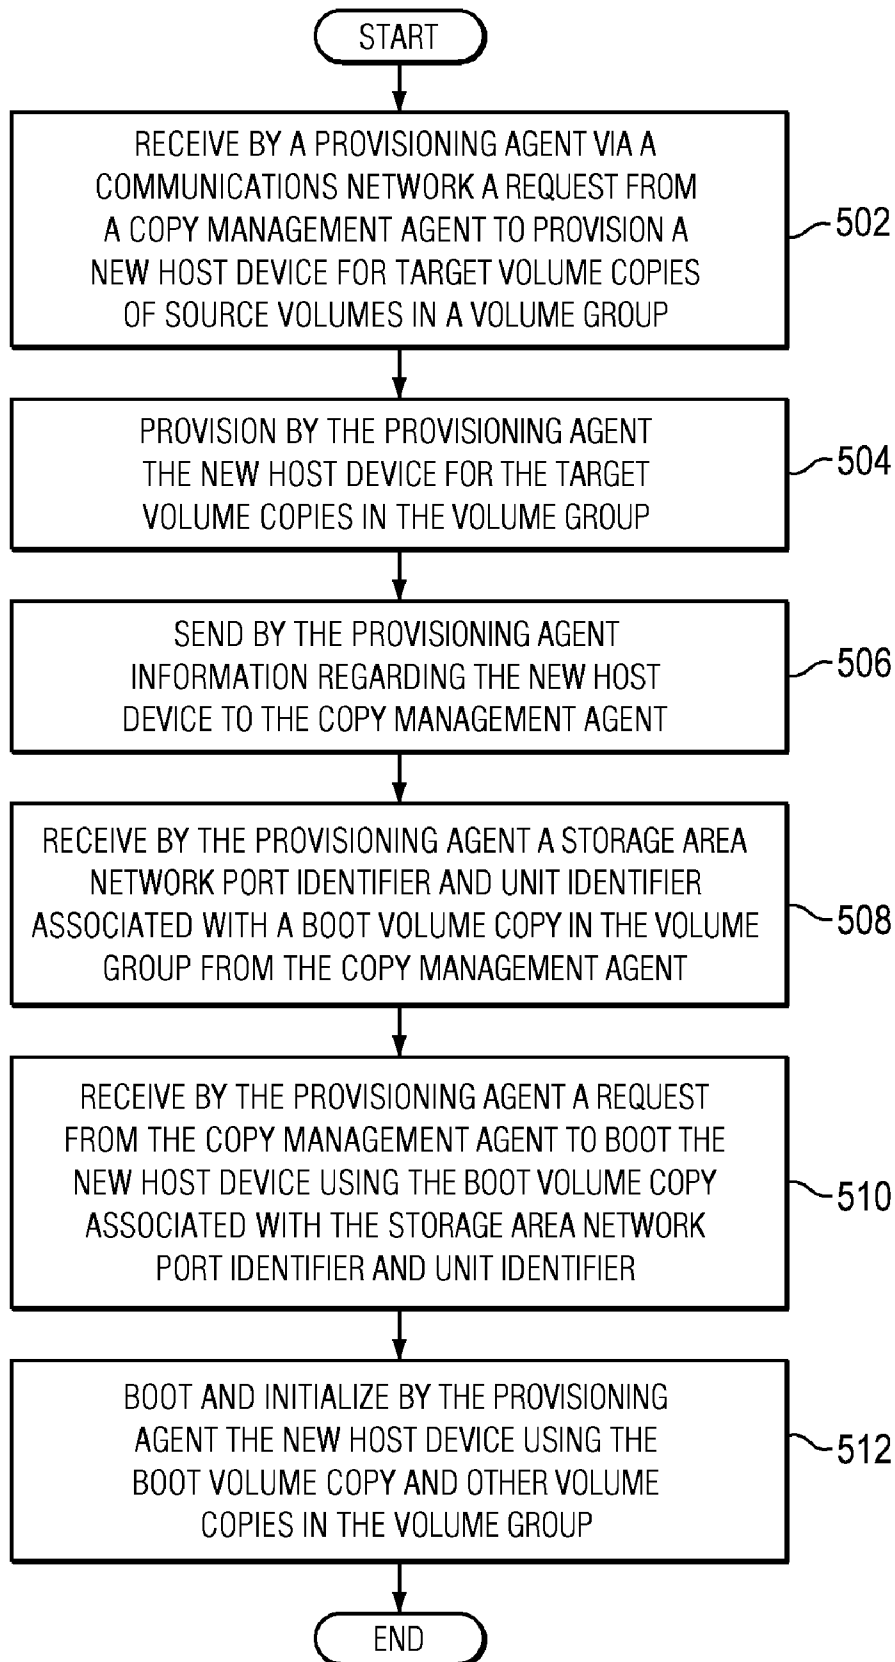 START
RECEIVE BY A PROVISIONING AGENT VIA A
COMMUNICATIONS NETWORK A REQUEST FROM
A COPY MANAGEMENT AGENT TO PROVISION A
NEW HOST DEVICE FOR TARGET VOLUME COPIES
OF SOURCE VOLUMES IN A VOLUME GROUP
502
PROVISION BY THE PROVISIONING AGENT
THE NEW HOST DEVICE FOR THE TARGET
VOLUME COPIES IN THE VOLUME GROUP
504
SEND BY THE PROVISIONING AGENT
INFORMATION REGARDING THE NEW HOST
DEVICE TO THE COPY MANAGEMENT AGENT
506
RECEIVE BY THE PROVISIONING AGENT A STORAGE AREA
NETWORK PORT IDENTIFIER AND UNIT IDENTIFIER
ASSOCIATED WITH A BOOT VOLUME COPY IN THE VOLUME
GROUP FROM THE COPY MANAGEMENT AGENT
508
RECEIVE BY THE PROVISIONING AGENT A REQUEST
FROM THE COPY MANAGEMENT AGENT TO BOOT THE
NEW HOST DEVICE USING THE BOOT VOLUME COPY
ASSOCIATED WITH THE STORAGE AREA NETWORK
PORT IDENTIFIER AND UNIT IDENTIFIER
510
BOOT AND INITIALIZE BY THE PROVISIONING
AGENT THE NEW HOST DEVICE USING THE
BOOT VOLUME COPY AND OTHER VOLUME
COPIES IN THE VOLUME GROUP
512
END